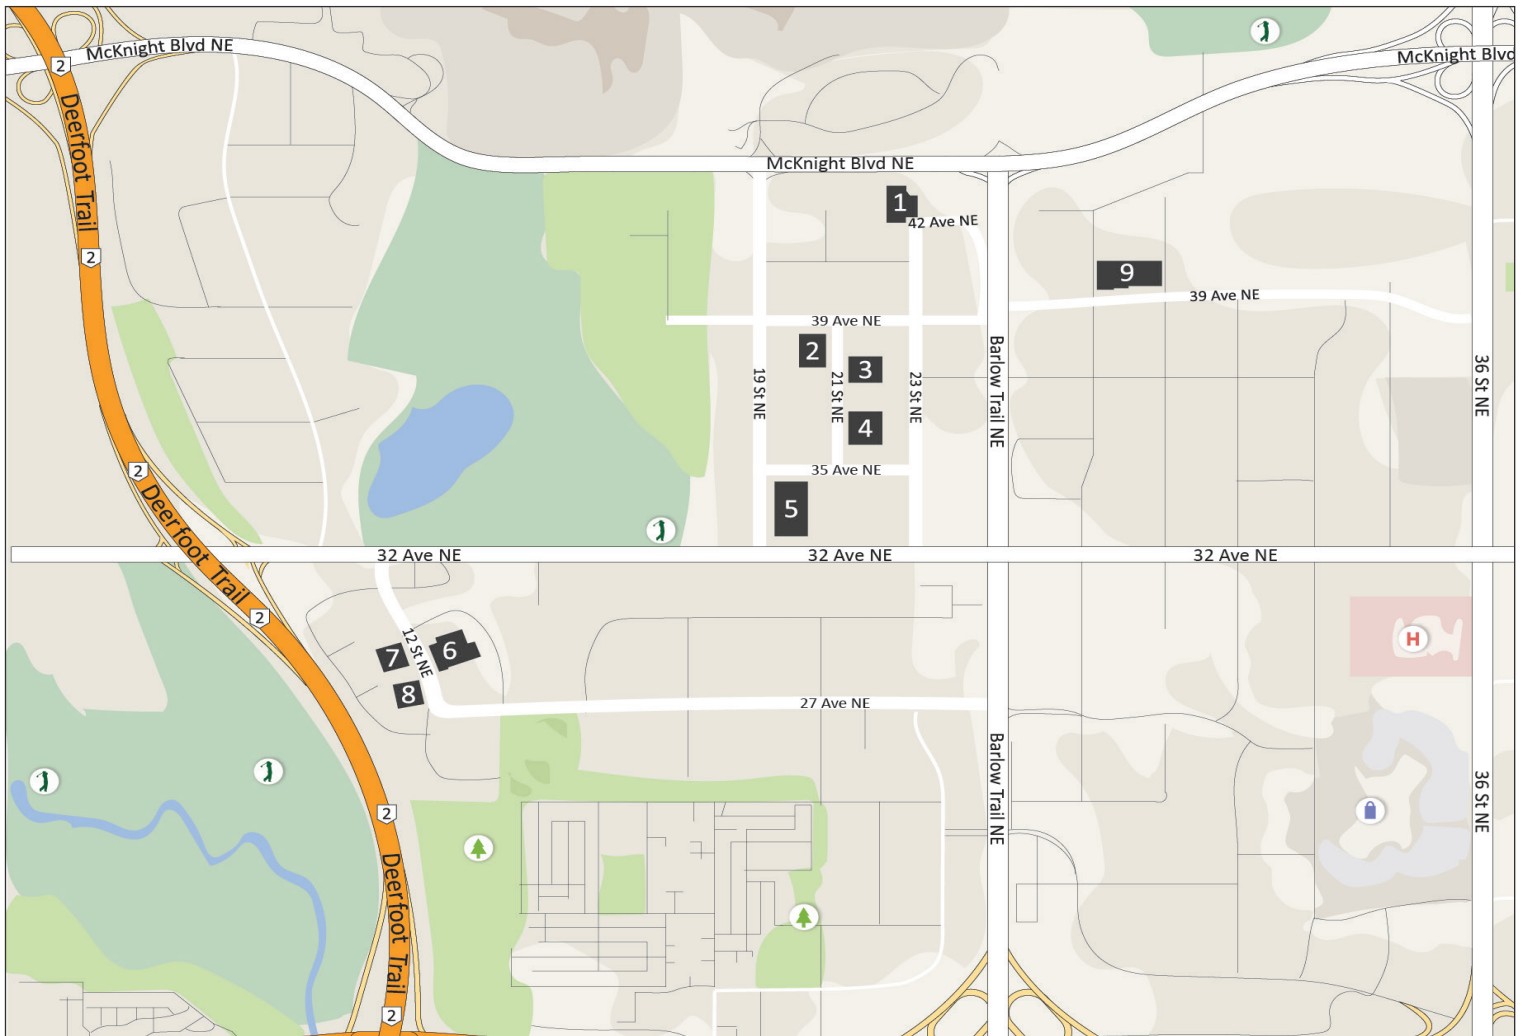 McKnight Blvd NE
McKnight Blvd
2
Deerfoot Trail
McKnight Blvd NE
1
42 Ave NE
2
9
39 Ave NE
39 Ave NE
2
3
Barlow Trail NE
36 St NE
19 St NE
21 St NE
23 St NE
4
2
35 Ave NE
Deerfoot Trail
5
32 Ave NE
32 Ave NE
32 Ave NE
2
12 St NE
6
7
8
H
27 Ave NE
Barlow Trail NE
36 St NE
2
Deerfoot Trail
2